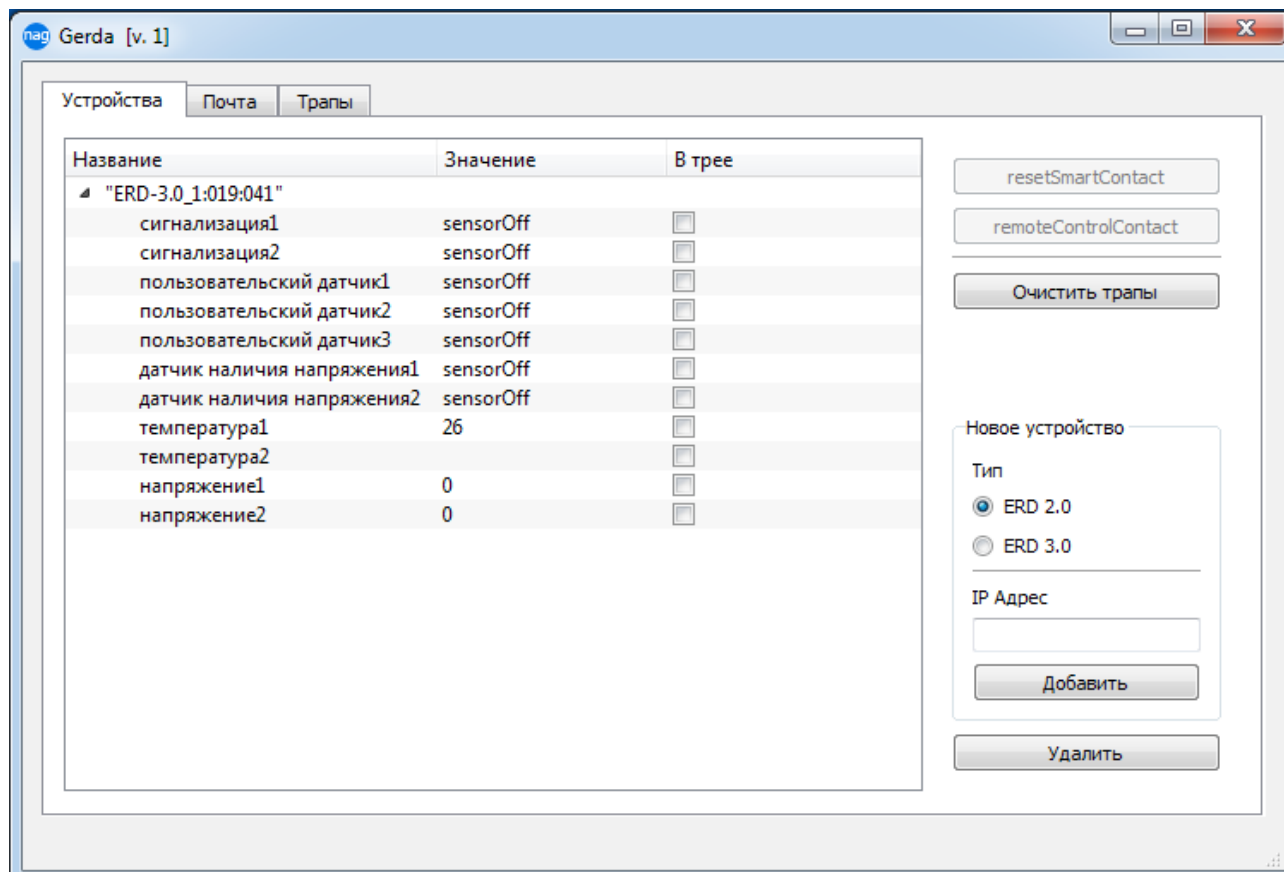 nag Gerda [v. 1]
Устройства Почта Трапы
Название Значение В трее
"ERD-3.0_1:019:041"
сигнализация1 sensorOff
сигнализация2 sensorOff
пользовательский датчик1 sensorOff
пользовательский датчик2 sensorOff
пользовательский датчик3 sensorOff
датчик наличия напряжения1 sensorOff
датчик наличия напряжения2 sensorOff
температура1 26
температура2
напряжение1 0
напряжение2 0
resetSmartContact
remoteControlContact
Очистить трапы
Новое устройство
Тип
ERD 2.0
ERD 3.0
IP Адрес
Добавить
Удалить